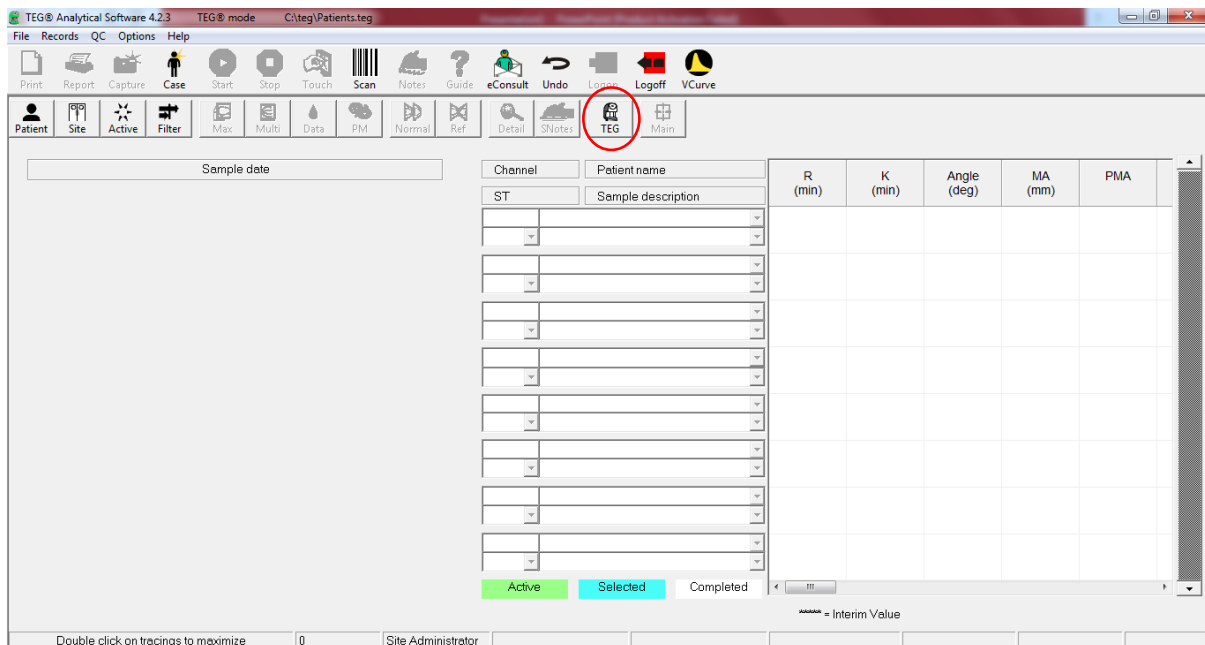 TEG® Analytical Software 4.2.3 TEG® mode C:\teg\Patients.teg
File Records QC Options Help
Print Report Capture Case Start Stop Touch Scan Notes Guide eConsult Undo Logon Logoff VCurve
Patient Site Active Filter Max Multi Data PM Normal Ref Detail SNotes TEG Main
Sample date
Channel Patient name
ST Sample description
R K Angle MA PMA
(min) (min) (deg) (mm)
Active Selected Completed
***** = Interim Value
Double click on tracings to maximize 0 Site Administrator